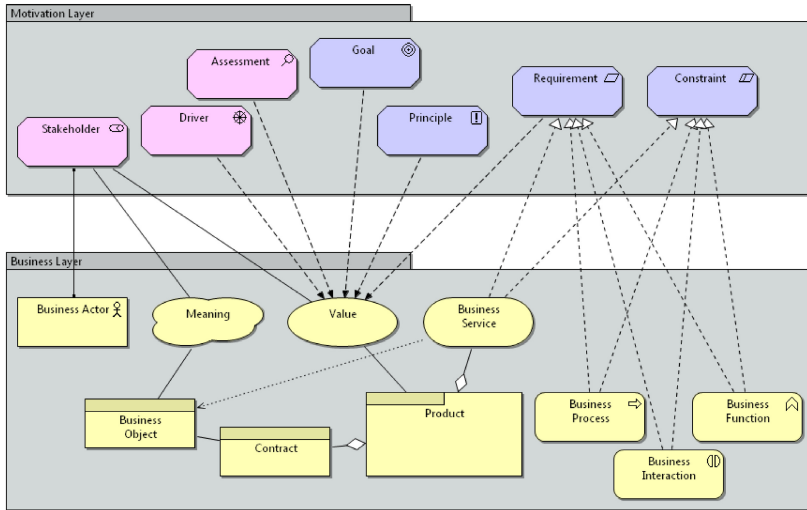 Motivation Layer
Goal
Assessment
Requirement
Constraint
Driver
Principle
Stakeholder
Business Layer
Business Actor
Meaning
Value
Business
Service
Business
Object
Product
Business
Process
Business
Function
Contract
Business
Interaction